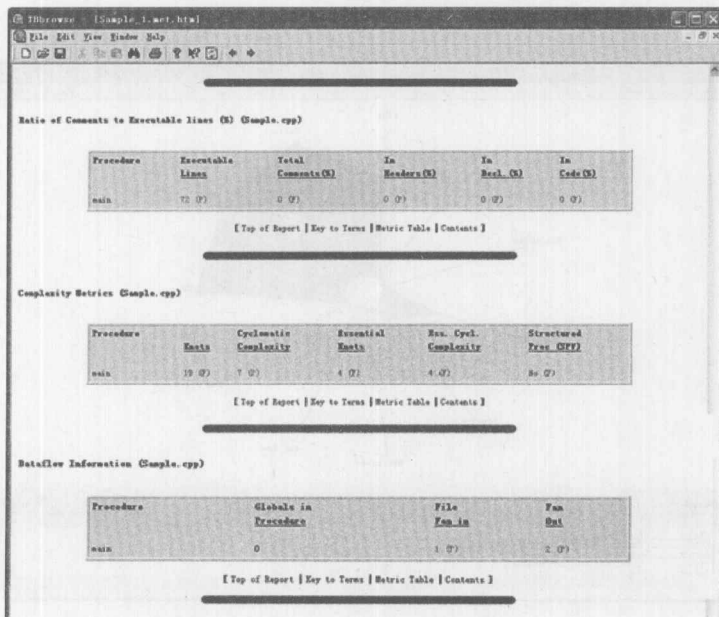 TBbrowse - [Sample_1.met.htm]
File Edit View Window Help
Ratio of Comments to Executable lines (%) (Sample.cpp)
Procedure Executable Lines Total Comments(%) In Headers(%) In Decl.(%) In Code(%)
main 72 (P) 0 (F) 0 (F) 0 (F) 0 (F)
[ Top of Report | Key to Terms | Metric Table | Contents ]
Complexity Metrics (Sample.cpp)
Procedure Knots Cyclomatic Complexity Essential Knots Ess. Cycl. Complexity Structured Proc (SPV)
main 7 4 4 No
[ Top of Report | Key to Terms | Metric Table | Contents ]
Dataflow Information (Sample.cpp)
Procedure Globals in Procedure File Fan in Fan Out
main 0 1 (P) 2 (P)
[ Top of Report | Key to Terms | Metric Table | Contents ]